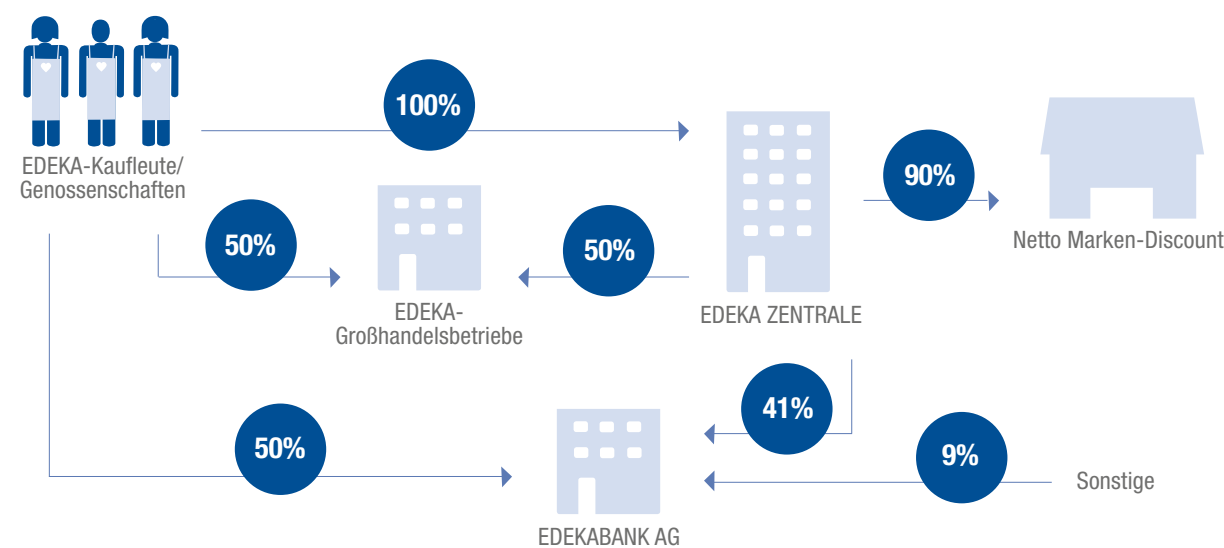 100%
EDEKA-Kaufleute/
Genossenschaften
90%
50%
50%
Netto Marken-Discount
EDEKA-
Großhandelsbetriebe
EDEKA ZENTRALE
41%
50%
9%
Sonstige
EDEKABANK AG